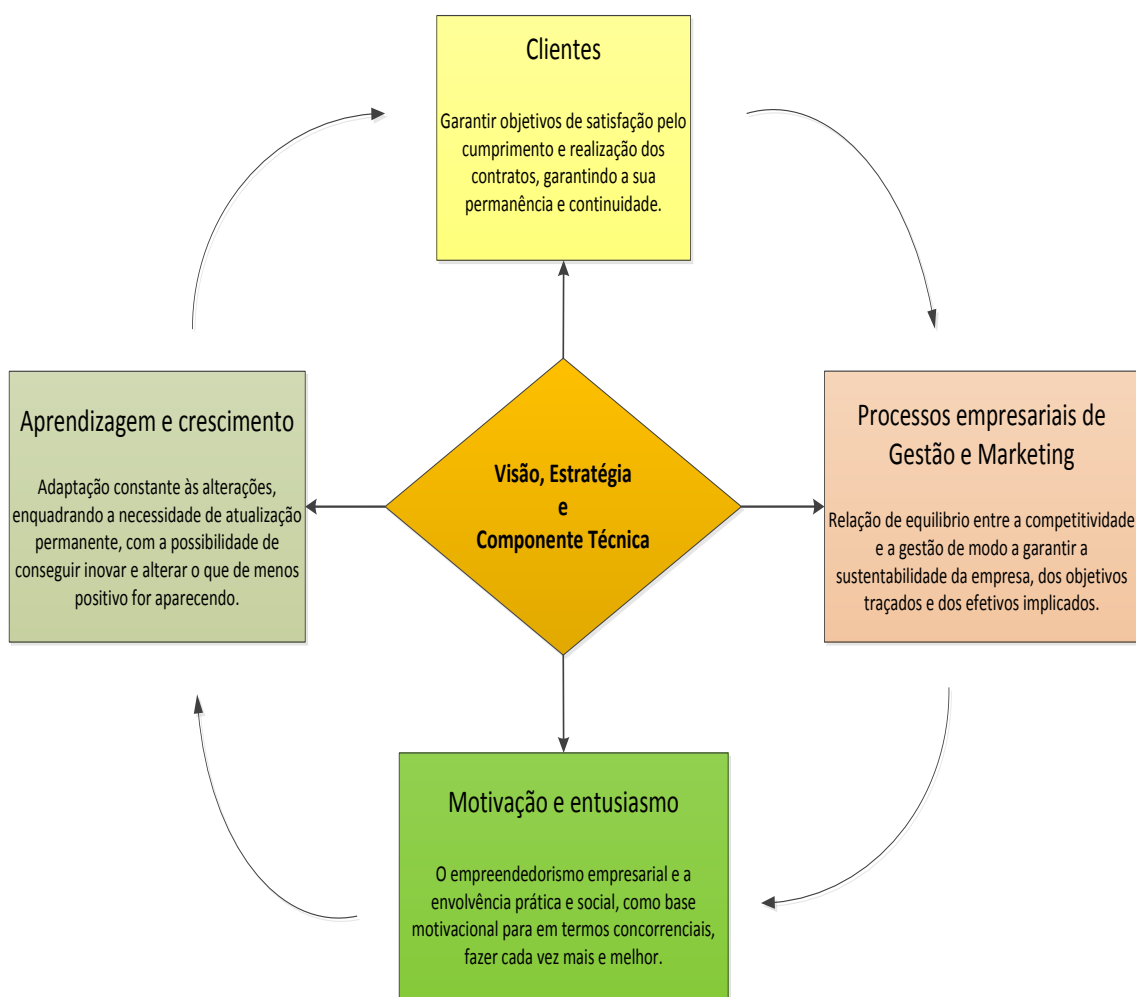 Clientes
Garantir objetivos de satisfação pelo
cumprimento e realização dos
contratos, garantindo a sua
permanência e continuidade.
Aprendizagem e crescimento
Adaptação constante às alterações,
enquadrando a necessidade de atualização
permanente, com a possibilidade de
conseguir inovar e alterar o que de menos
positivo for aparecendo.
Visão, Estratégia
e
Componente Técnica
Processos empresariais de
Gestão e Marketing
Relação de equilibrio entre a competitividade
e a gestão de modo a garantir a
sustentabilidade da empresa, dos objetivos
traçados e dos efetivos implicados.
Motivação e entusiasmo
O empreendedorismo empresarial e a
envolvência prática e social, como base
motivacional para em termos concorrenciais,
fazer cada vez mais e melhor.